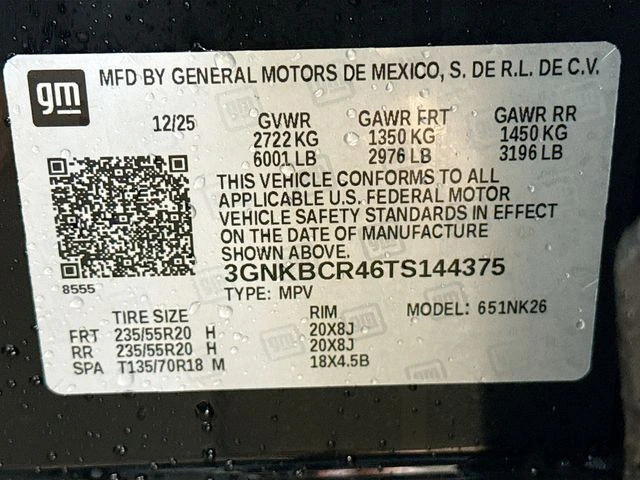 gm MFD BY GENERAL MOTORS DE MEXICO, S. DE R.L. DE C.V.
12/25 GVWR GAWR FRT GAWR RR
2722 KG 1350 KG 1450 KG
6001 LB 2976 LB 3196 LB
THIS VEHICLE CONFORMS TO ALL
APPLICABLE U.S. FEDERAL MOTOR
VEHICLE SAFETY STANDARDS IN EFFECT
ON THE DATE OF MANUFACTURE
SHOWN ABOVE.
3GNKBCR46TS144375
8555
TYPE: MPV MODEL: 651NK26
TIRE SIZE RIM
FRT 235/55R20 H 20X8J
RR 235/55R20 H 20X8J
SPA T135/70R18 M 18X4.5B